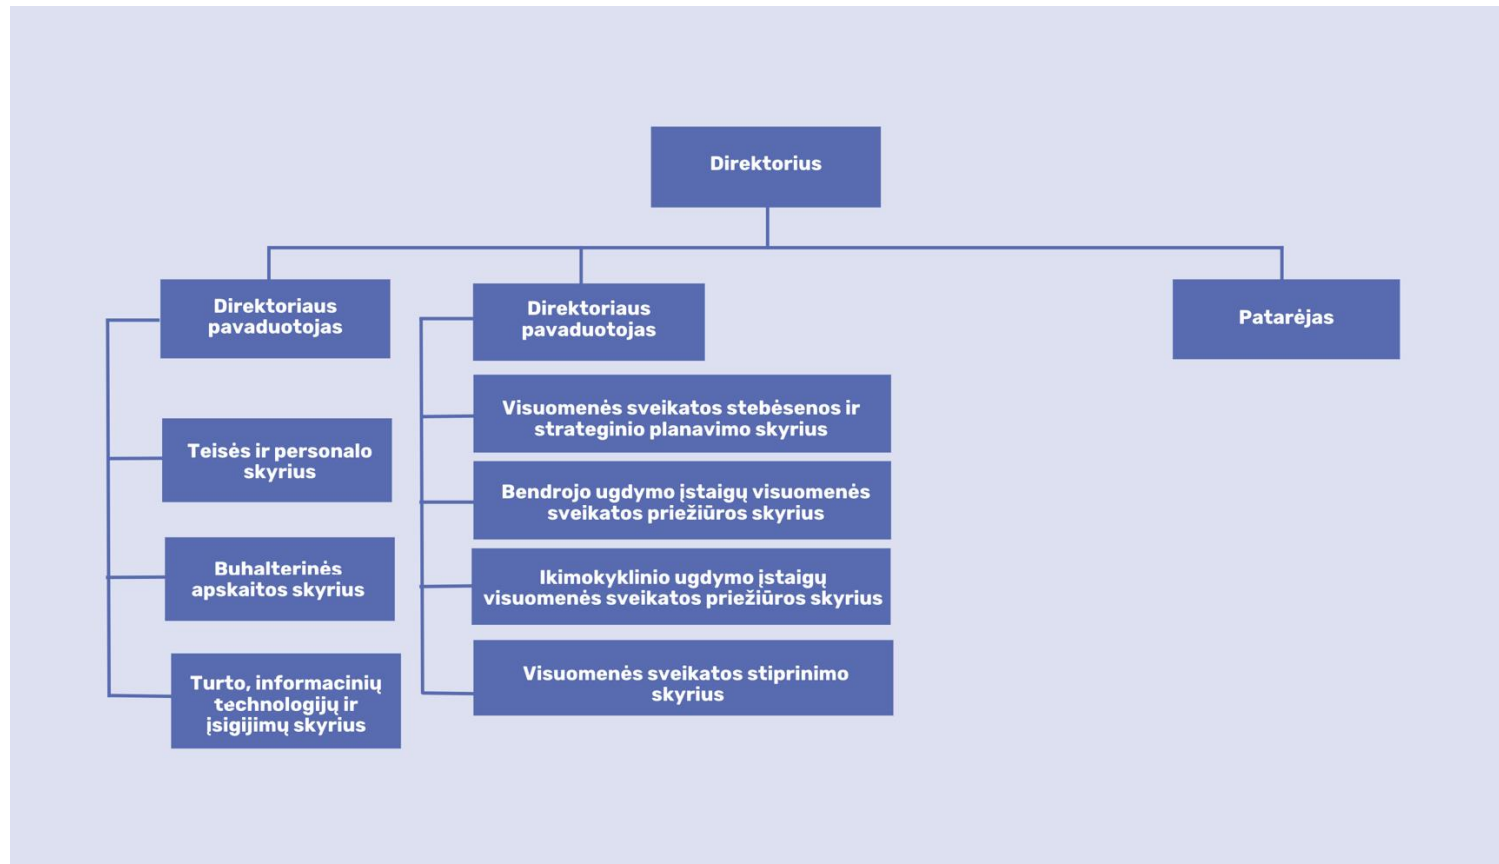 Direktorius
Direktoriaus
pavaduotojas
Teisės ir personalo
skyrius
Buhalterinės
apskaitos skyrius
Turto, informacinių
technologijų ir
įsigijimų skyrius
Direktoriaus
pavaduotojas
Visuomenės sveikatos stebėsenos ir
strateginio planavimo skyrius
Bendrojo ugdymo įstaigų visuomenės
sveikatos priežiūros skyrius
Ikimokyklinio ugdymo įstaigų
visuomenės sveikatos priežiūros skyrius
Visuomenės sveikatos stiprinimo
skyrius
Patarėjas